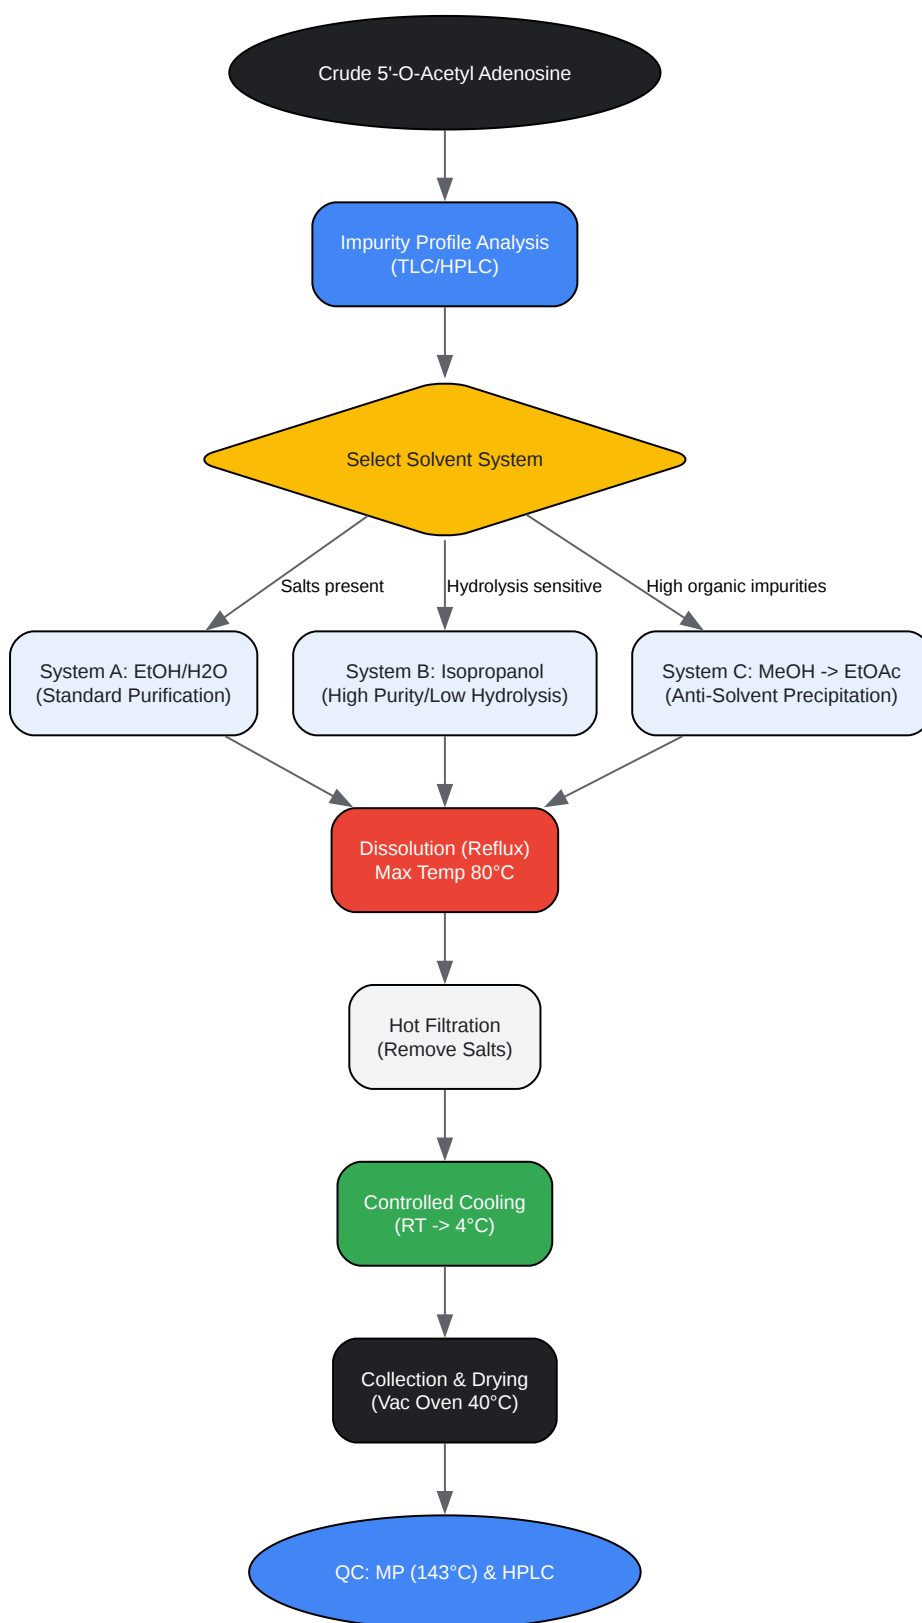 Crude 5'-O-Acetyl Adenosine
Impurity Profile Analysis
(TLC/HPLC)
Select Solvent System
Salts present
Hydrolysis sensitive
High organic impurities
System A: EtOH/H2O
(Standard Purification)
System B: Isopropanol
(High Purity/Low Hydrolysis)
System C: MeOH -> EtOAc
(Anti-Solvent Precipitation)
Dissolution (Reflux)
Max Temp 80°C
Hot Filtration
(Remove Salts)
Controlled Cooling
(RT -> 4°C)
Collection & Drying
(Vac Oven 40°C)
QC: MP (143°C) & HPLC